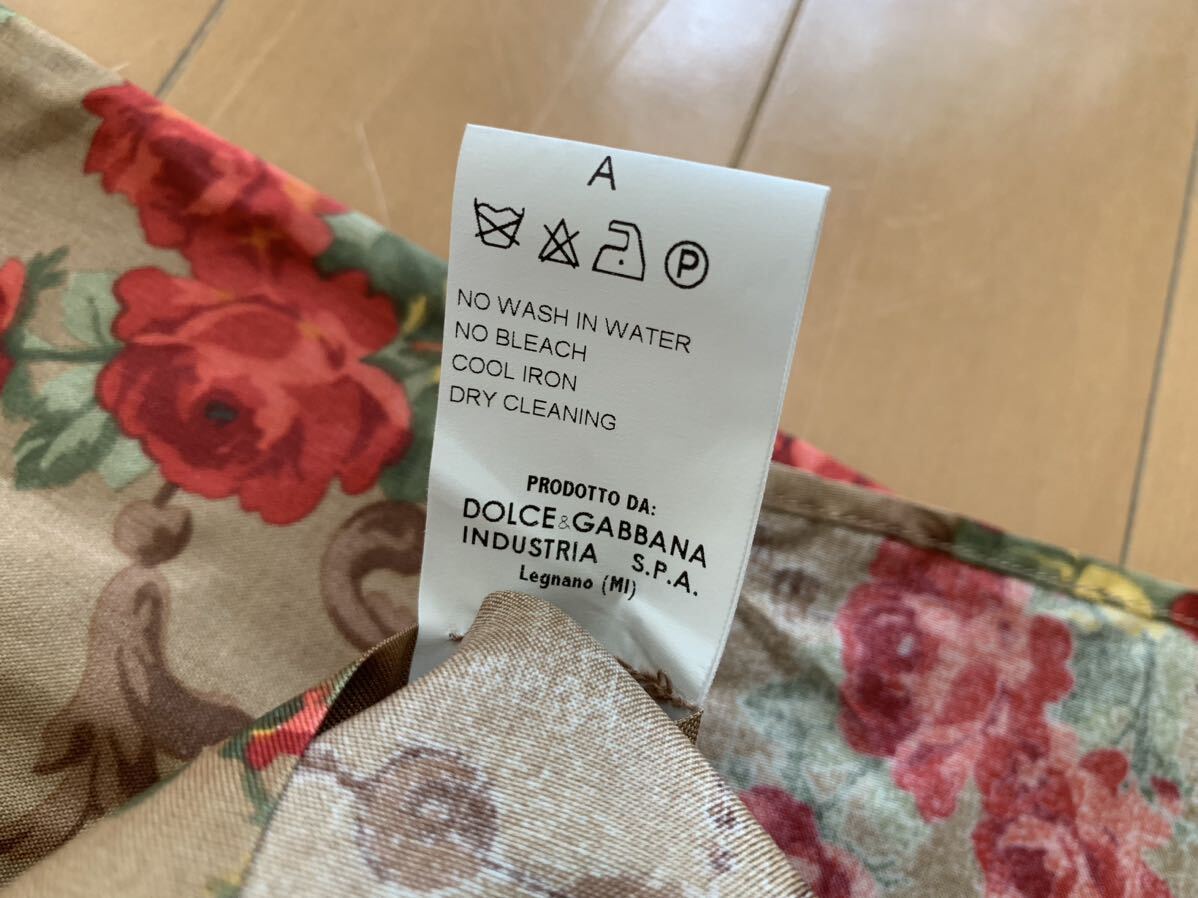 A
P
NO WASH IN WATER
NO BLEACH
COOL IRON
DRY CLEANING
PRODOTTO DA:
DOLCE&GABBANA
INDUSTRIA S.P.A.
Legnano (MI)